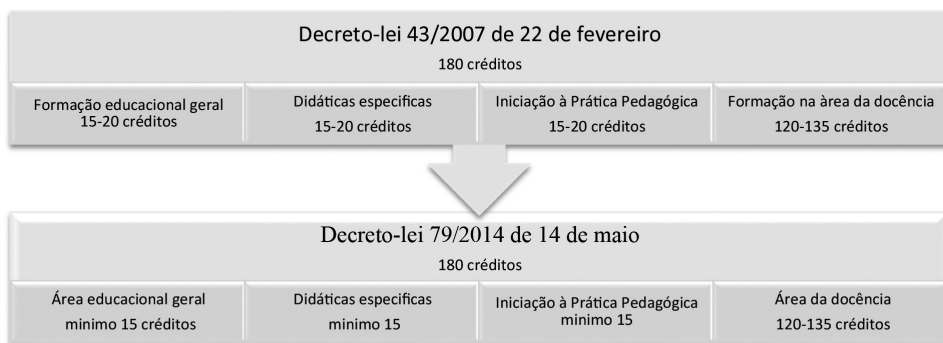 Decreto-lei 43/2007 de 22 de fevereiro
180 créditos
Formação educacional geral
15-20 créditos
Didáticas especificas
15-20 créditos
Iniciação à Prática Pedagógica
15-20 créditos
Formação na àrea da docência
120-135 créditos
Decreto-lei 79/2014 de 14 de maio
180 créditos
Área educacional geral
minimo 15 créditos
Didáticas especificas
minimo 15
Iniciação à Prática Pedagógica
minimo 15
Área da docência
120-135 créditos